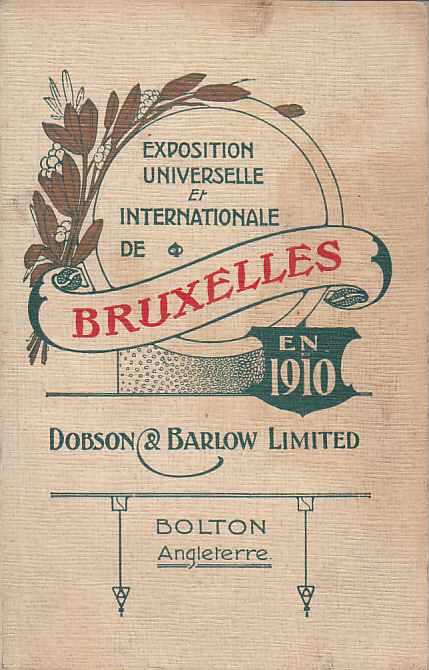 EXPOSITION
UNIVERSELLE
Et
INTERNATIONALE
DE
BRUXELLES
EN
1910
DOBSON & BARLOW LIMITED
BOLTON
Angleterre.